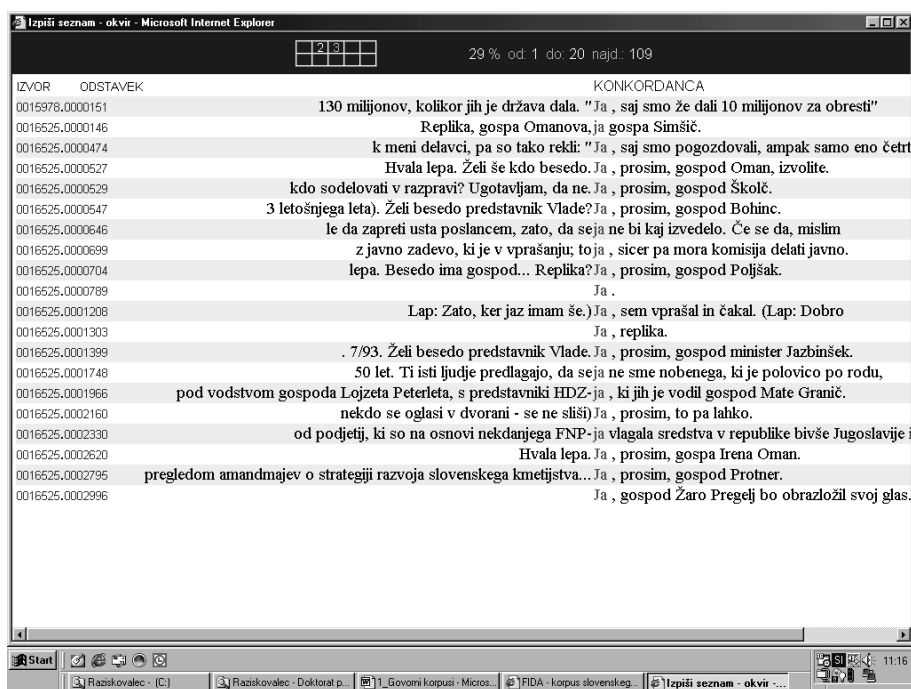 Izpiši seznam - okvir - Microsoft Internet Explorer
2 3
29 % od: 1 do: 20 najd.: 109
IZVOR ODSTAVEK KONKORDANCA
0015978.0000151 130 milijonov, kolikor jih je država dala. "Ja , saj smo že dali 10 milijonov za obresti"
0016525.0000146 Replika, gospa Omanova, ja gospa Simšič.
0016525.0000474 k meni delavci, pa so tako rekli: "Ja , saj smo pogozdovali, ampak samo eno četrt
0016525.0000527 Hvala lepa. Želi še kdo besedo. Ja , prosim, gospod Oman, izvolite.
0016525.0000529 kdo sodelovati v razpravi? Ugotavljam, da ne. Ja , prosim, gospod Školč.
0016525.0000547 3 letošnjega leta). Želi besedo predstavnik Vlade? Ja , prosim, gospod Bohinc.
0016525.0000646 le da zapreti usta poslancem, zato, da se ja ne bi kaj izvedelo. Če se da, mislim
0016525.0000699 z javno zadevo, ki je v vprašanju; to ja , sicer pa mora komisija delati javno.
0016525.0000704 lepa. Besedo ima gospod... Replika? Ja , prosim, gospod Poljšak.
0016525.0000789 Ja .
0016525.0001208 Lap: Zato, ker jaz imam še.) Ja , sem vprašal in čakal. (Lap: Dobro
0016525.0001303 Ja , replika.
0016525.0001399 . 7/93. Želi besedo predstavnik Vlade. Ja , prosim, gospod minister Jazbinšek.
0016525.0001748 50 let. Ti isti ljudje predlagajo, da se ja ne sme nobenega, ki je polovico po rodu,
0016525.0001966 pod vodstvom gospoda Lojzeta Peterleta, s predstavniki HDZ-ja , ki jih je vodil gospod Mate Granič.
0016525.0002160 nekdo se oglasi v dvorani - se ne sliši) Ja , prosim, to pa lahko.
0016525.0002330 od podjetij, ki so na osnovi nekdanjega FNP-ja vlagala sredstva v republike bivše Jugoslavije i
0016525.0002620 Hvala lepa. Ja , prosim, gospa Irena Oman.
0016525.0002795 pregledom amandmajev o strategiji razvoja slovenskega kmetijstva... Ja , prosim, gospod Protner.
0016525.0002996 Ja , gospod Žaro Pregelj bo obrazložil svoj glas.
Start SI 11:16
Raziskovalec - (C:) Raziskovalec - Doktorat p... 1_Govorni korpusi - Micros... FIDA - korpus slovenskeg... Izpiši seznam - okvir -...